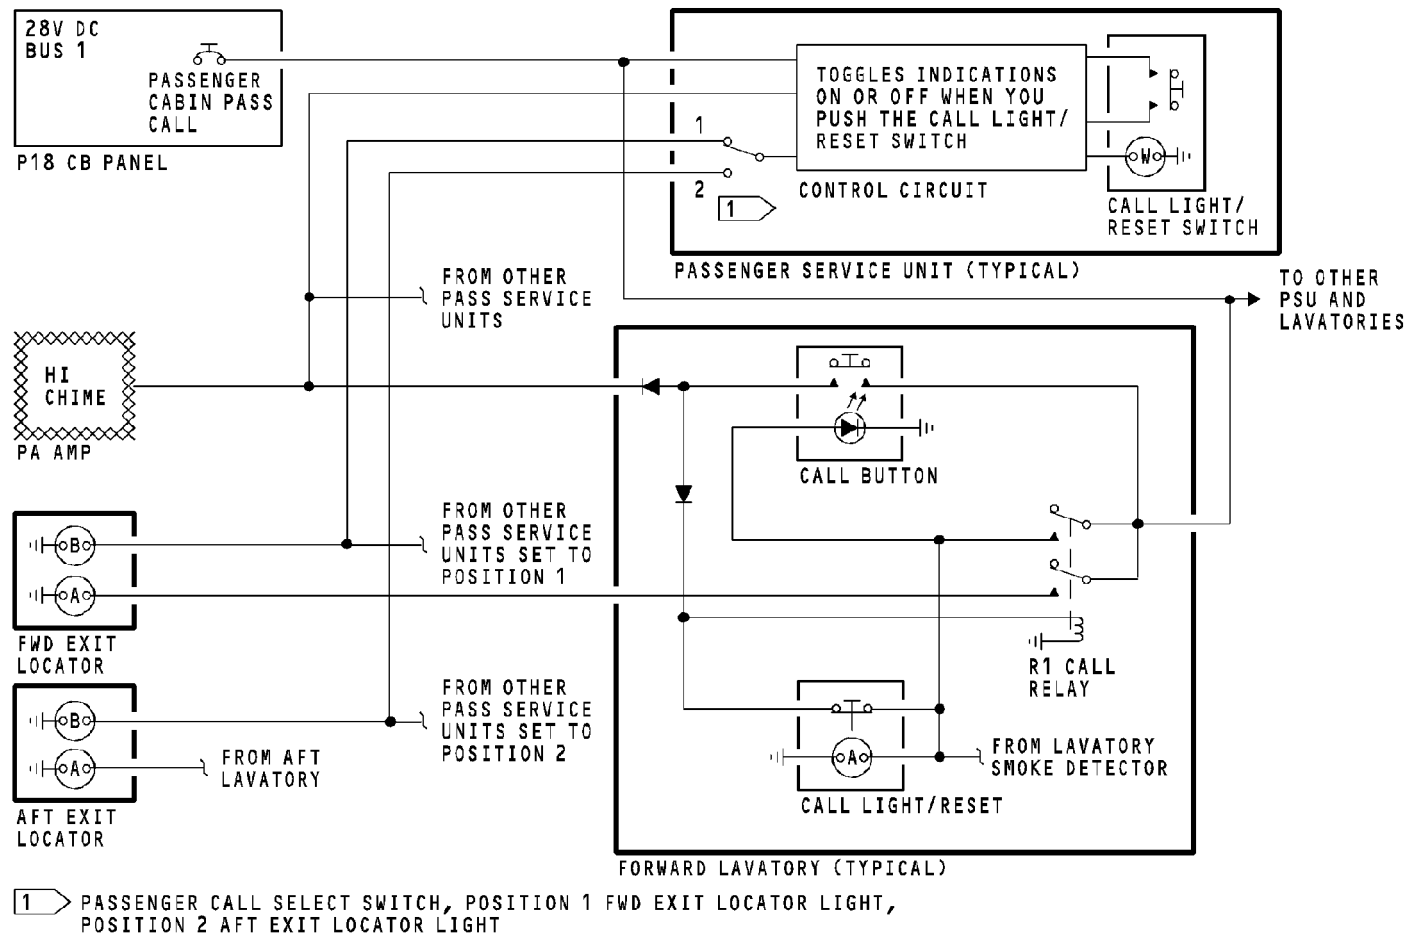 28V DC
BUS 1
PASSENGER
CABIN PASS
CALL
P18 CB PANEL
TOGGLES INDICATIONS
ON OR OFF WHEN YOU
PUSH THE CALL LIGHT/
RESET SWITCH
1
2
1
CONTROL CIRCUIT
W
CALL LIGHT/
RESET SWITCH
PASSENGER SERVICE UNIT (TYPICAL)
FROM OTHER
PASS SERVICE
UNITS
TO OTHER
PSU AND
LAVATORIES
HI
CHIME
PA AMP
CALL BUTTON
FROM OTHER
PASS SERVICE
UNITS SET TO
POSITION 1
B
A
FWD EXIT
LOCATOR
R1 CALL
RELAY
FROM OTHER
PASS SERVICE
UNITS SET TO
POSITION 2
B
A
FROM AFT
LAVATORY
AFT EXIT
LOCATOR
A
FROM LAVATORY
SMOKE DETECTOR
CALL LIGHT/RESET
FORWARD LAVATORY (TYPICAL)
1 PASSENGER CALL SELECT SWITCH, POSITION 1 FWD EXIT LOCATOR LIGHT,
POSITION 2 AFT EXIT LOCATOR LIGHT